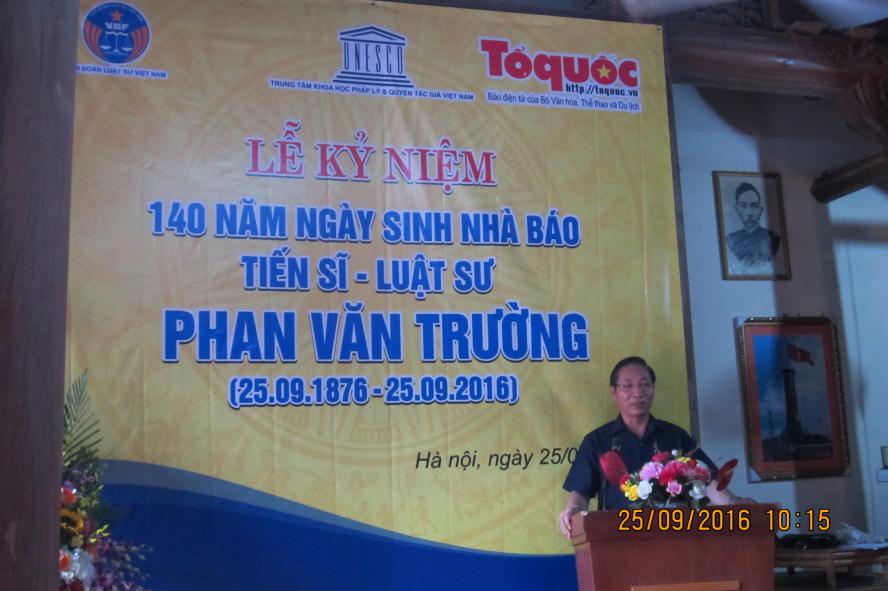 VBF
ĐOÀN LUẬT SƯ VIỆT NAM
UNESCO
TRUNG TÂM KHOA HỌC PHÁP LÝ & QUYỀN TÁC GIẢ VIỆT NAM
Tổquốc
http://toquoc.vn
Báo điện tử của Bộ Văn hóa, Thể thao và Du lịch
LỄ KỶ NIỆM
140 NĂM NGÀY SINH NHÀ BÁO
TIẾN SĨ - LUẬT SƯ
PHAN VĂN TRƯỜNG
(25.09.1876 - 25.09.2016)
Hà nội, ngày 25/0
25/09/2016 10:15